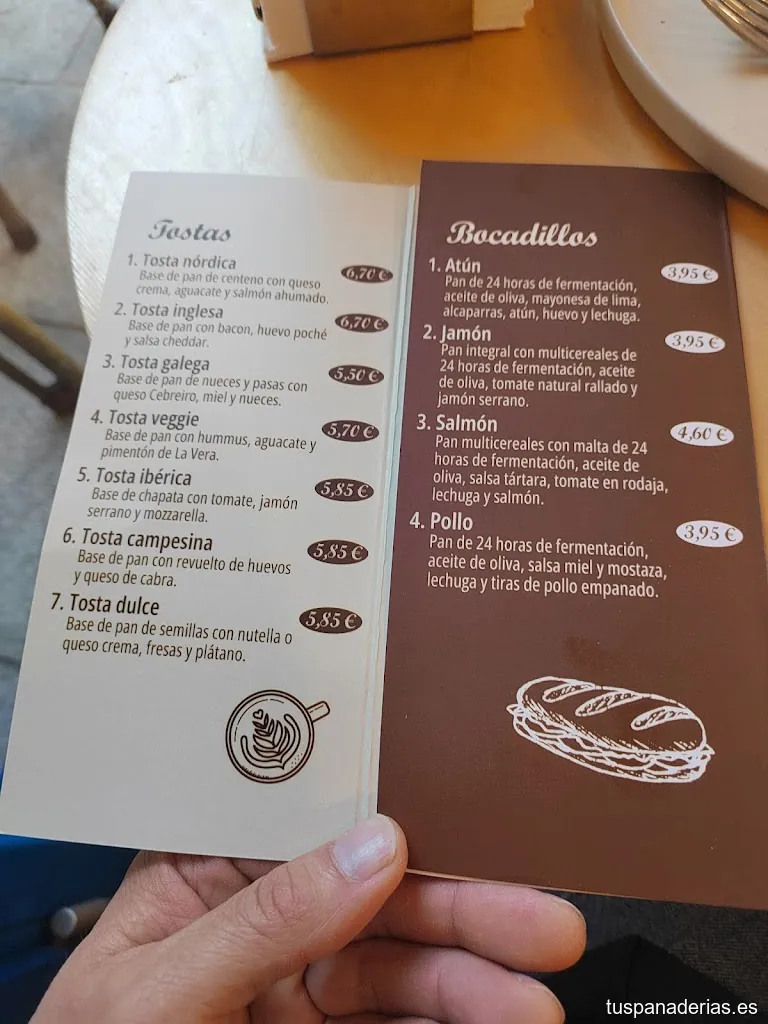 Tostas
1. Tosta nórdica 6,70 €
Base de pan de centeno con queso
crema, aguacate y salmón ahumado.
2. Tosta inglesa 6,70 €
Base de pan con bacon, huevo poché
y salsa cheddar.
3. Tosta galega 5,50 €
Base de pan de nueces y pasas con
queso Cebreiro, miel y nueces.
4. Tosta veggie 5,70 €
Base de pan con hummus, aguacate y
pimentón de La Vera.
5. Tosta ibérica 5,85 €
Base de chapata con tomate, jamón
serrano y mozzarella.
6. Tosta campesina 5,85 €
Base de pan con revuelto de huevos
y queso de cabra.
7. Tosta dulce 5,85 €
Base de pan de semillas con nutella o
queso crema, fresas y plátano.
Bocadillos
1. Atún 3,95 €
Pan de 24 horas de fermentación,
aceite de oliva, mayonesa de lima,
alcaparras, atún, huevo y lechuga.
2. Jamón 3,95 €
Pan integral con multicereales de
24 horas de fermentación, aceite
de oliva, tomate natural rallado y
jamón serrano.
3. Salmón 4,60 €
Pan multicereales con malta de 24
horas de fermentación, aceite de
oliva, salsa tártara, tomate en rodaja,
lechuga y salmón.
4. Pollo 3,95 €
Pan de 24 horas de fermentación,
aceite de oliva, salsa miel y mostaza,
lechuga y tiras de pollo empanado.
tuspanaderias.es